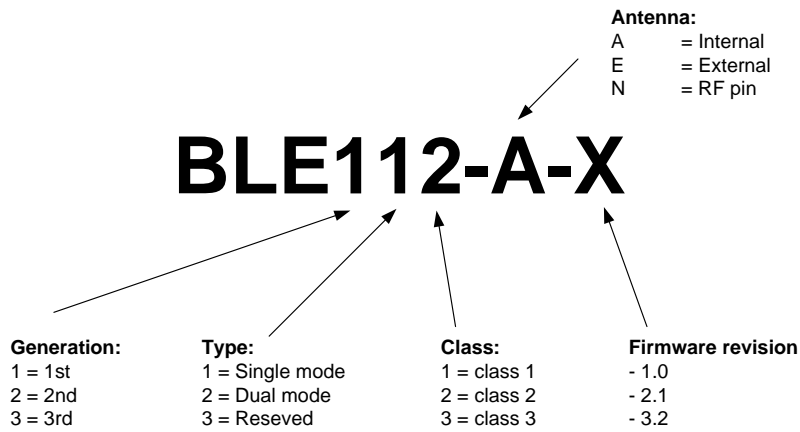 Antenna:
A = Internal
E = External
N = RF pin
BLE112-A-X
Generation:
1 = 1st
2 = 2nd
3 = 3rd
Type:
1 = Single mode
2 = Dual mode
3 = Reseved
Class:
1 = class 1
2 = class 2
3 = class 3
Firmware revision
- 1.0
- 2.1
- 3.2